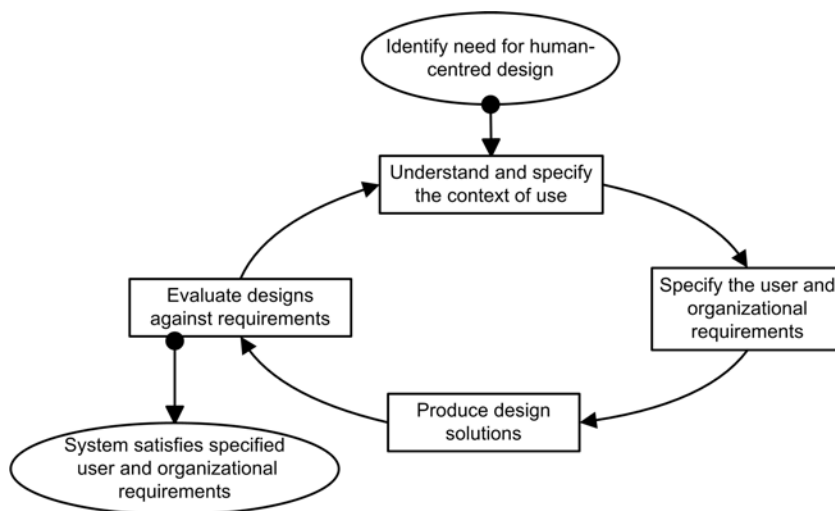 Identify need for human-
centred design
Understand and specify
the context of use
Specify the user and
organizational
requirements
Produce design
solutions
Evaluate designs
against requirements
System satisfies specified
user and organizational
requirements